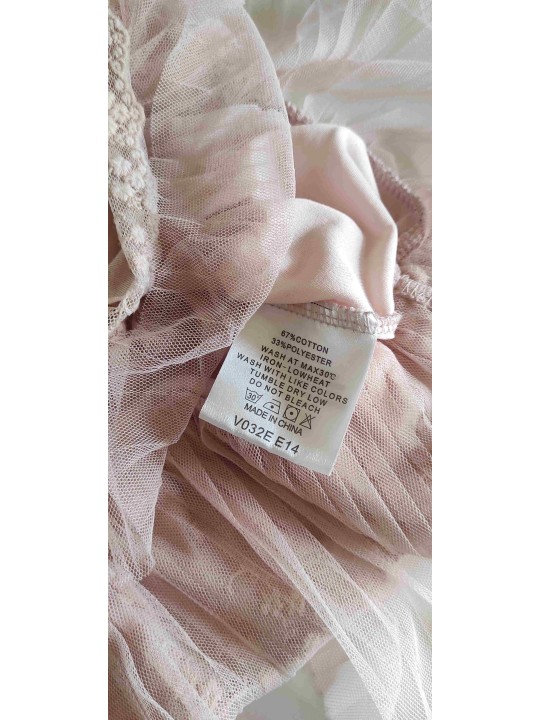 67%COTTON
33%POLYESTER
WASH AT MAX30℃
IRON-LOWHEAT
WASH WITH LIKE COLORS
TUMBLE DRY LOW
DO NOT BLEACH
30
MADE IN CHINA
V032E E14